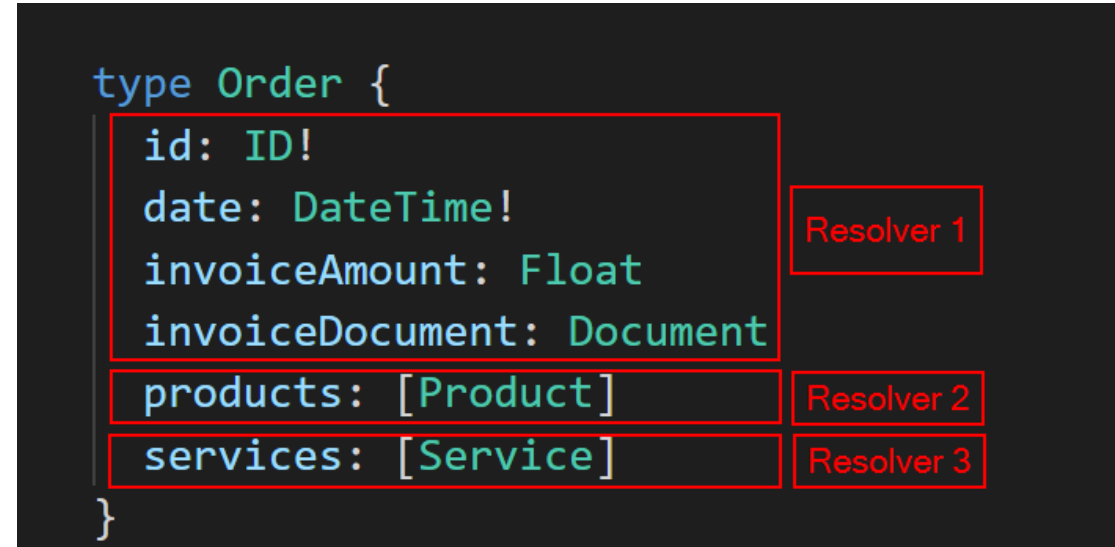 type Order {
id: ID!
date: DateTime!
Resolver 1
invoiceAmount: Float
invoiceDocument: Document
products: [Product]
Resolver 2
services: [Service]
Resolver 3
}